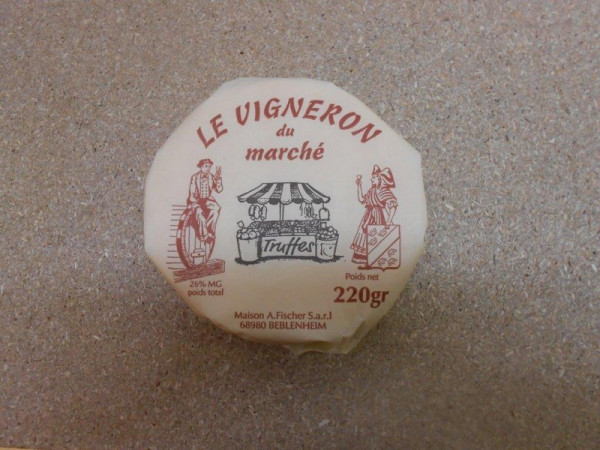 LE VIGNERON
du
marché
Truffes
26% MG
poids total
Poids net
220gr
Maison A.Fischer S.a.r.l
68980 BEBLENHEIM